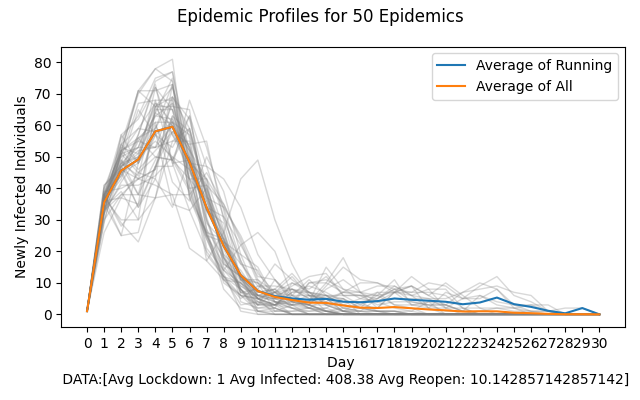 Epidemic Profiles for 50 Epidemics
Average of Running
Average of All
80
70
60
50
40
30
20
10
0
Newly Infected Individuals
0 1 2 3 4 5 6 7 8 9 10 11 12 13 14 15 16 17 18 19 20 21 22 23 24 25 26 27 28 29 30
Day
DATA:[Avg Lockdown: 1 Avg Infected: 408.38 Avg Reopen: 10.142857142857142]